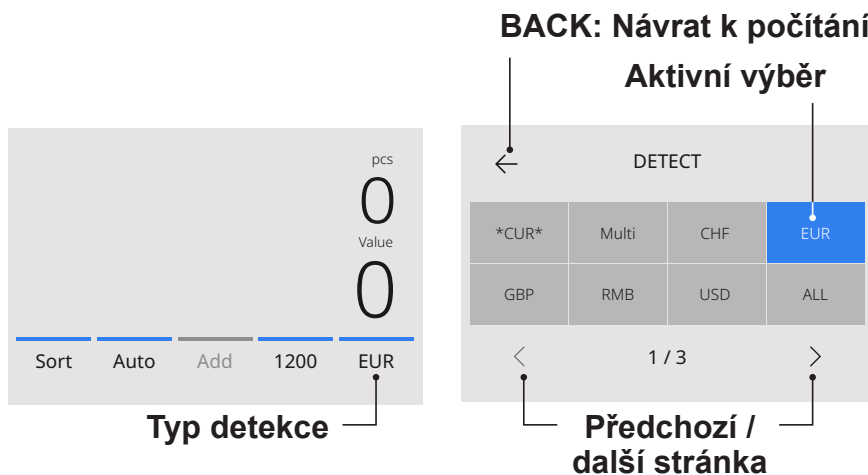 BACK: Návrat k počítání
Aktivní výběr
pcs
0
Value
0
Sort Auto Add 1200 EUR
Typ detekce
DETECT
*CUR* Multi CHF EUR
GBP RMB USD ALL
1 / 3
Předchozí /
další stránka